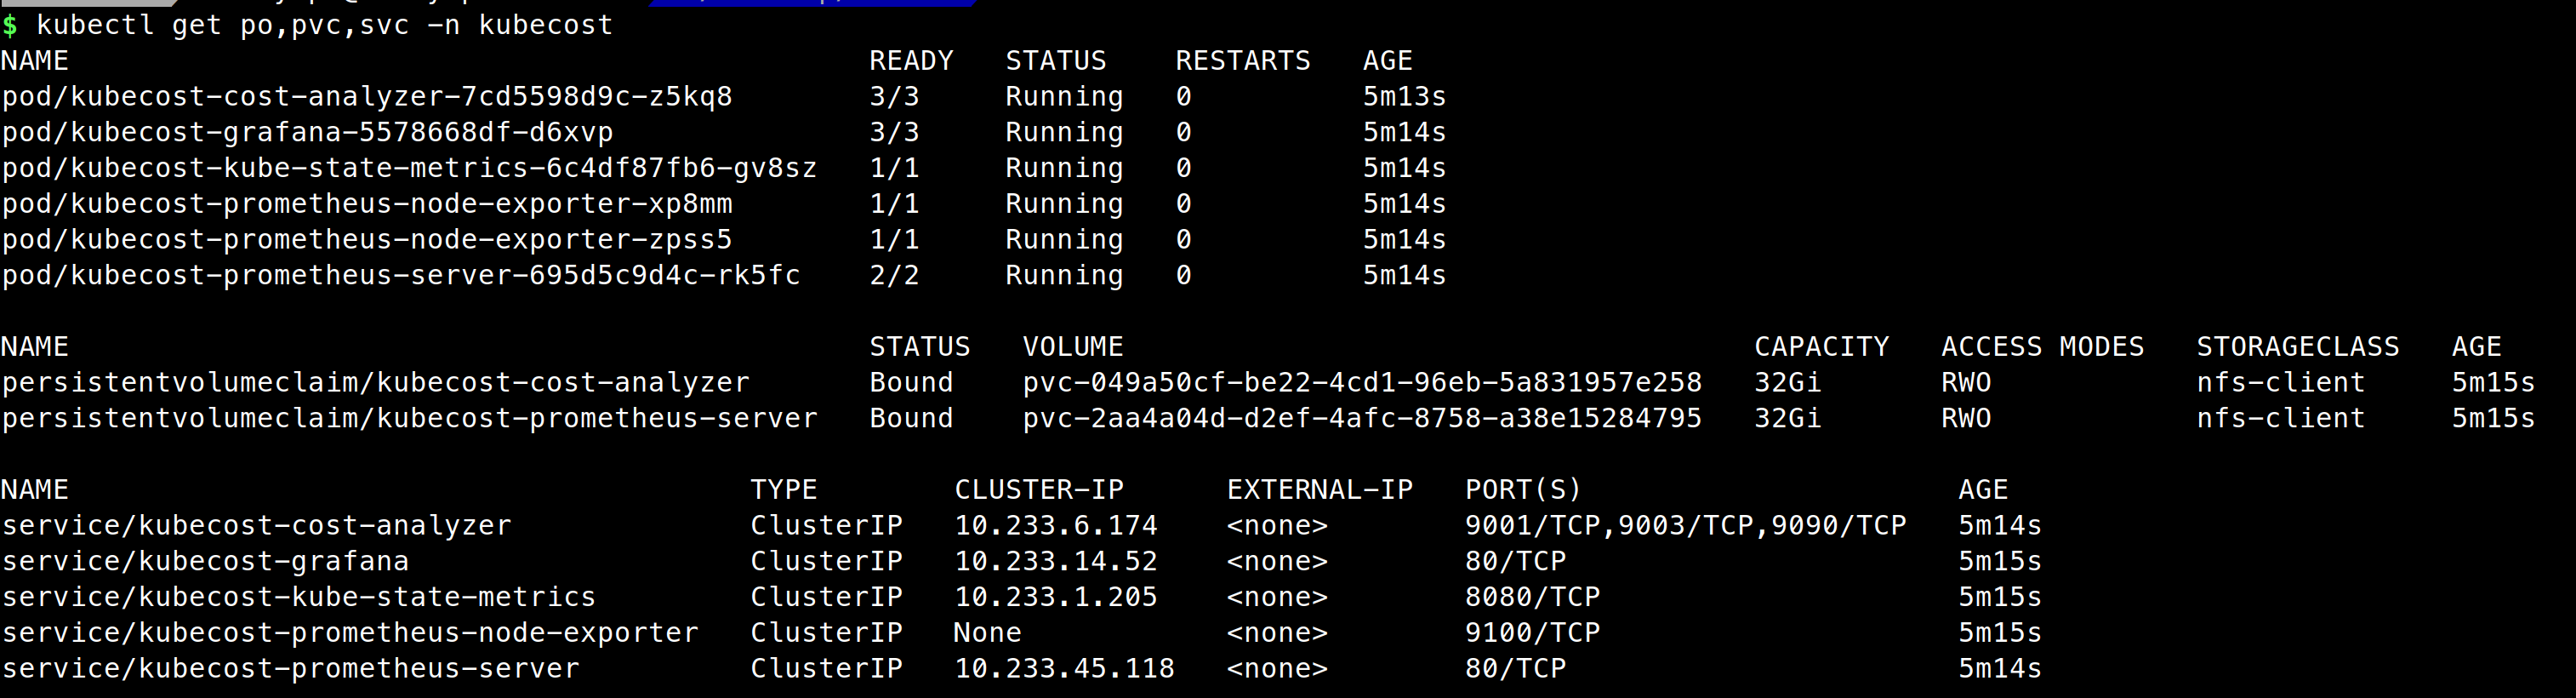 $ kubectl get po,pvc,svc -n kubecost
NAME READY STATUS RESTARTS AGE
pod/kubecost-cost-analyzer-7cd5598d9c-z5kq8 3/3 Running 0 5m13s
pod/kubecost-grafana-5578668df-d6xvp 3/3 Running 0 5m14s
pod/kubecost-kube-state-metrics-6c4df87fb6-gv8sz 1/1 Running 0 5m14s
pod/kubecost-prometheus-node-exporter-xp8mm 1/1 Running 0 5m14s
pod/kubecost-prometheus-node-exporter-zpss5 1/1 Running 0 5m14s
pod/kubecost-prometheus-server-695d5c9d4c-rk5fc 2/2 Running 0 5m14s
NAME STATUS VOLUME CAPACITY ACCESS MODES STORAGECLASS AGE
persistentvolumeclaim/kubecost-cost-analyzer Bound pvc-049a50cf-be22-4cd1-96eb-5a831957e258 32Gi RWO nfs-client 5m15s
persistentvolumeclaim/kubecost-prometheus-server Bound pvc-2aa4a04d-d2ef-4afc-8758-a38e15284795 32Gi RWO nfs-client 5m15s
NAME TYPE CLUSTER-IP EXTERNAL-IP PORT(S) AGE
service/kubecost-cost-analyzer ClusterIP 10.233.6.174 <none> 9001/TCP,9003/TCP,9090/TCP 5m14s
service/kubecost-grafana ClusterIP 10.233.14.52 <none> 80/TCP 5m15s
service/kubecost-kube-state-metrics ClusterIP 10.233.1.205 <none> 8080/TCP 5m15s
service/kubecost-prometheus-node-exporter ClusterIP None <none> 9100/TCP 5m15s
service/kubecost-prometheus-server ClusterIP 10.233.45.118 <none> 80/TCP 5m14s